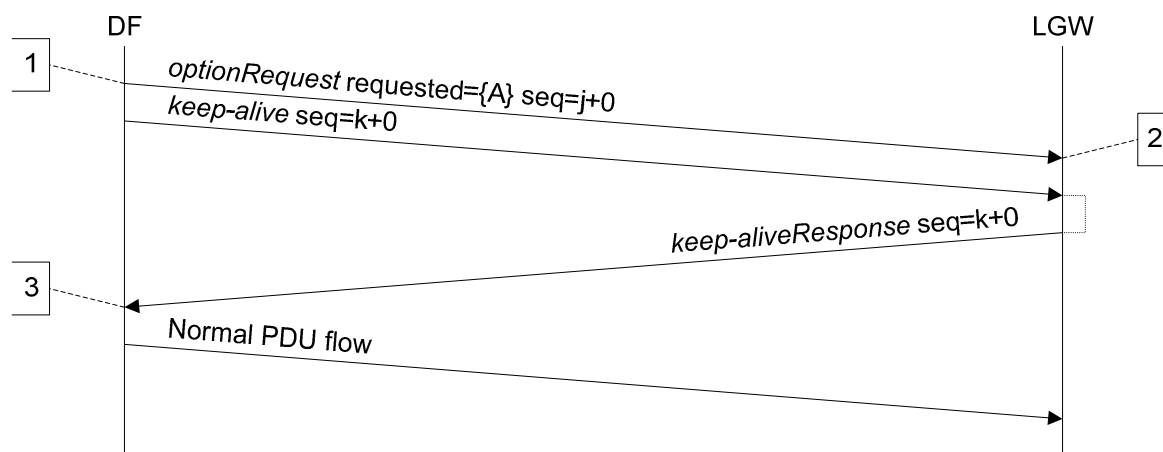 DF
LGW
1
optionRequest requested={A} seq=j+0
keep-alive seq=k+0
2
keep-aliveResponse seq=k+0
3
Normal PDU flow